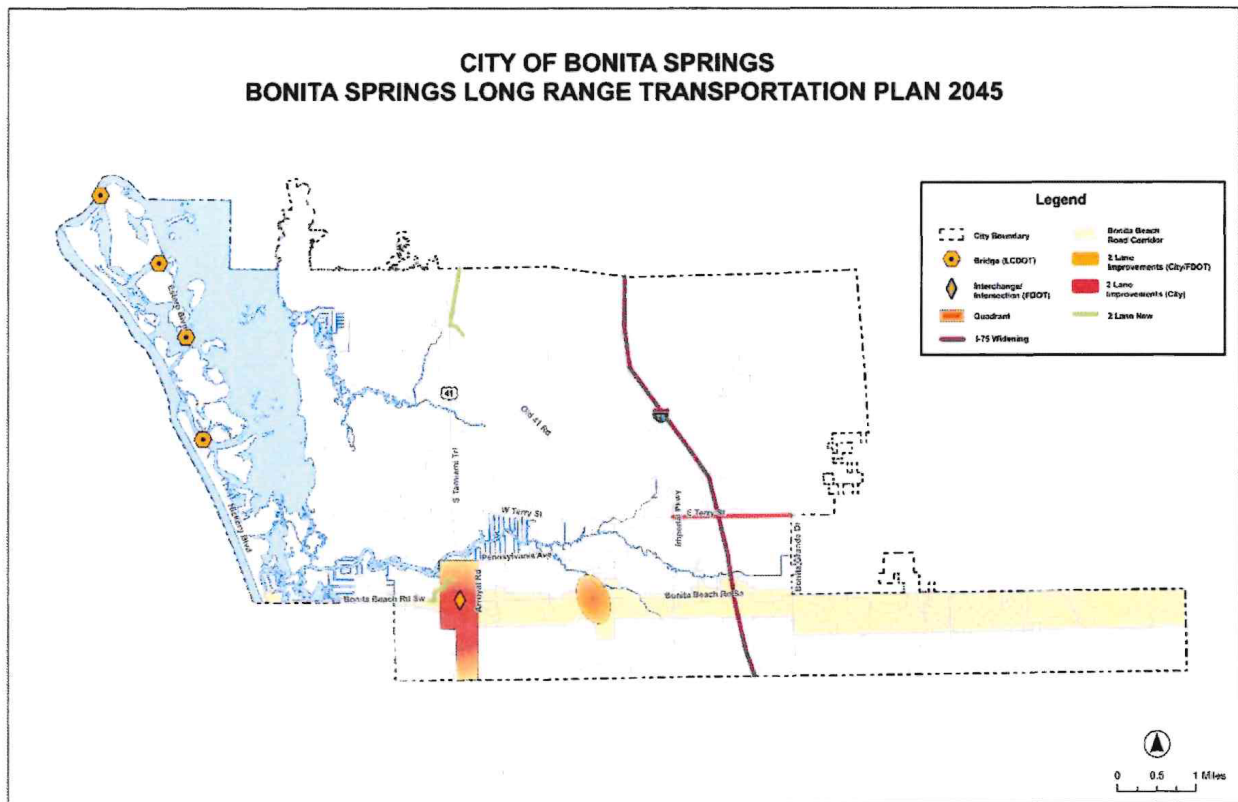 CITY OF BONITA SPRINGS
BONITA SPRINGS LONG RANGE TRANSPORTATION PLAN 2045
Legend
City Boundary
Bridge (LCDOT)
Interchange/
Intersection (FDOT)
Quadrant
I-75 Widening
Bonita Beach
Road Corridor
2 Lane
Improvements (City/FDOT)
2 Lane
Improvements (City)
2 Lane New
41
Old 41 Rd
S Tamiami Trl
W Terry St
E Terry St
Imperial Pkwy
Pennsylvania Ave
Bonita Grande Dr
Hickory Blvd
Arroyal Rd
Bonita Beach Rd Sw
Bonita Beach Rd Se
0 0.5 1 Miles